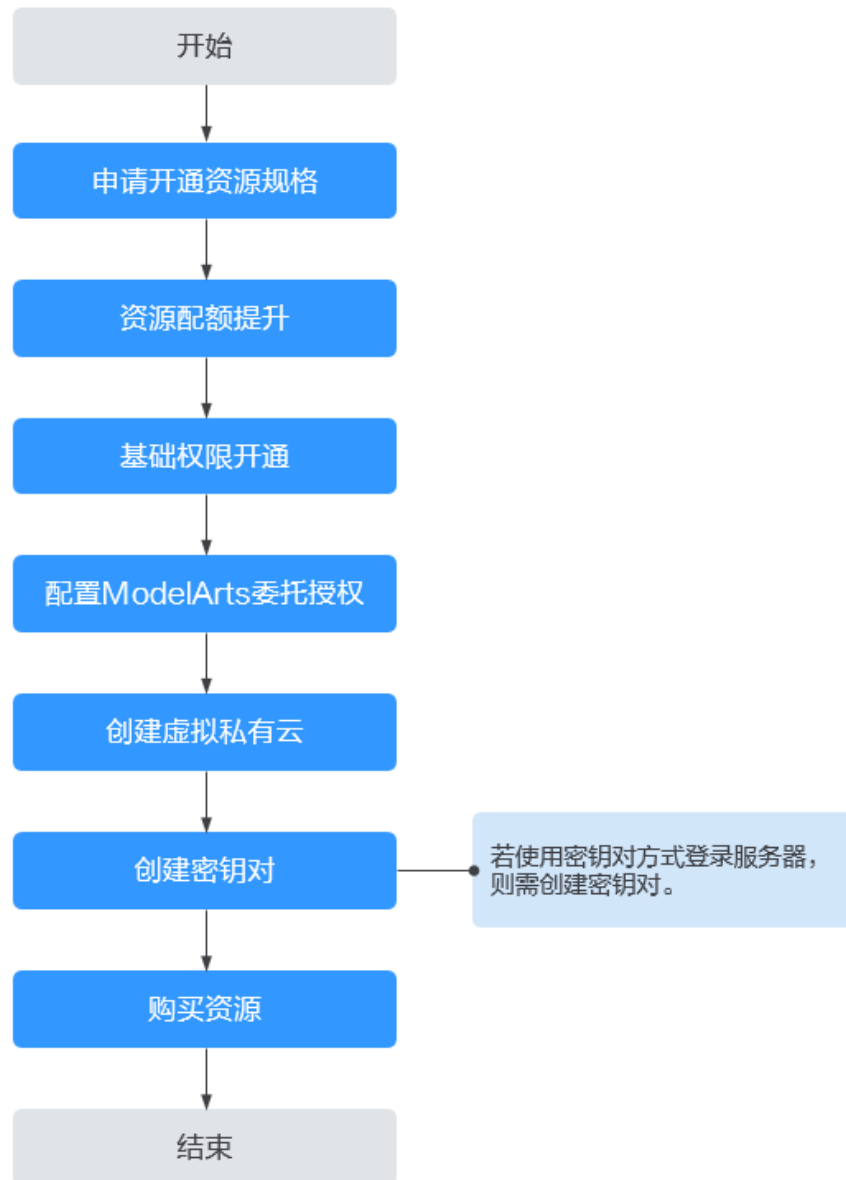 开始
申请开通资源规格
资源配额提升
基础权限开通
配置ModelArts委托授权
创建虚拟私有云
创建密钥对
若使用密钥对方式登录服务器，
则需创建密钥对。
购买资源
结束